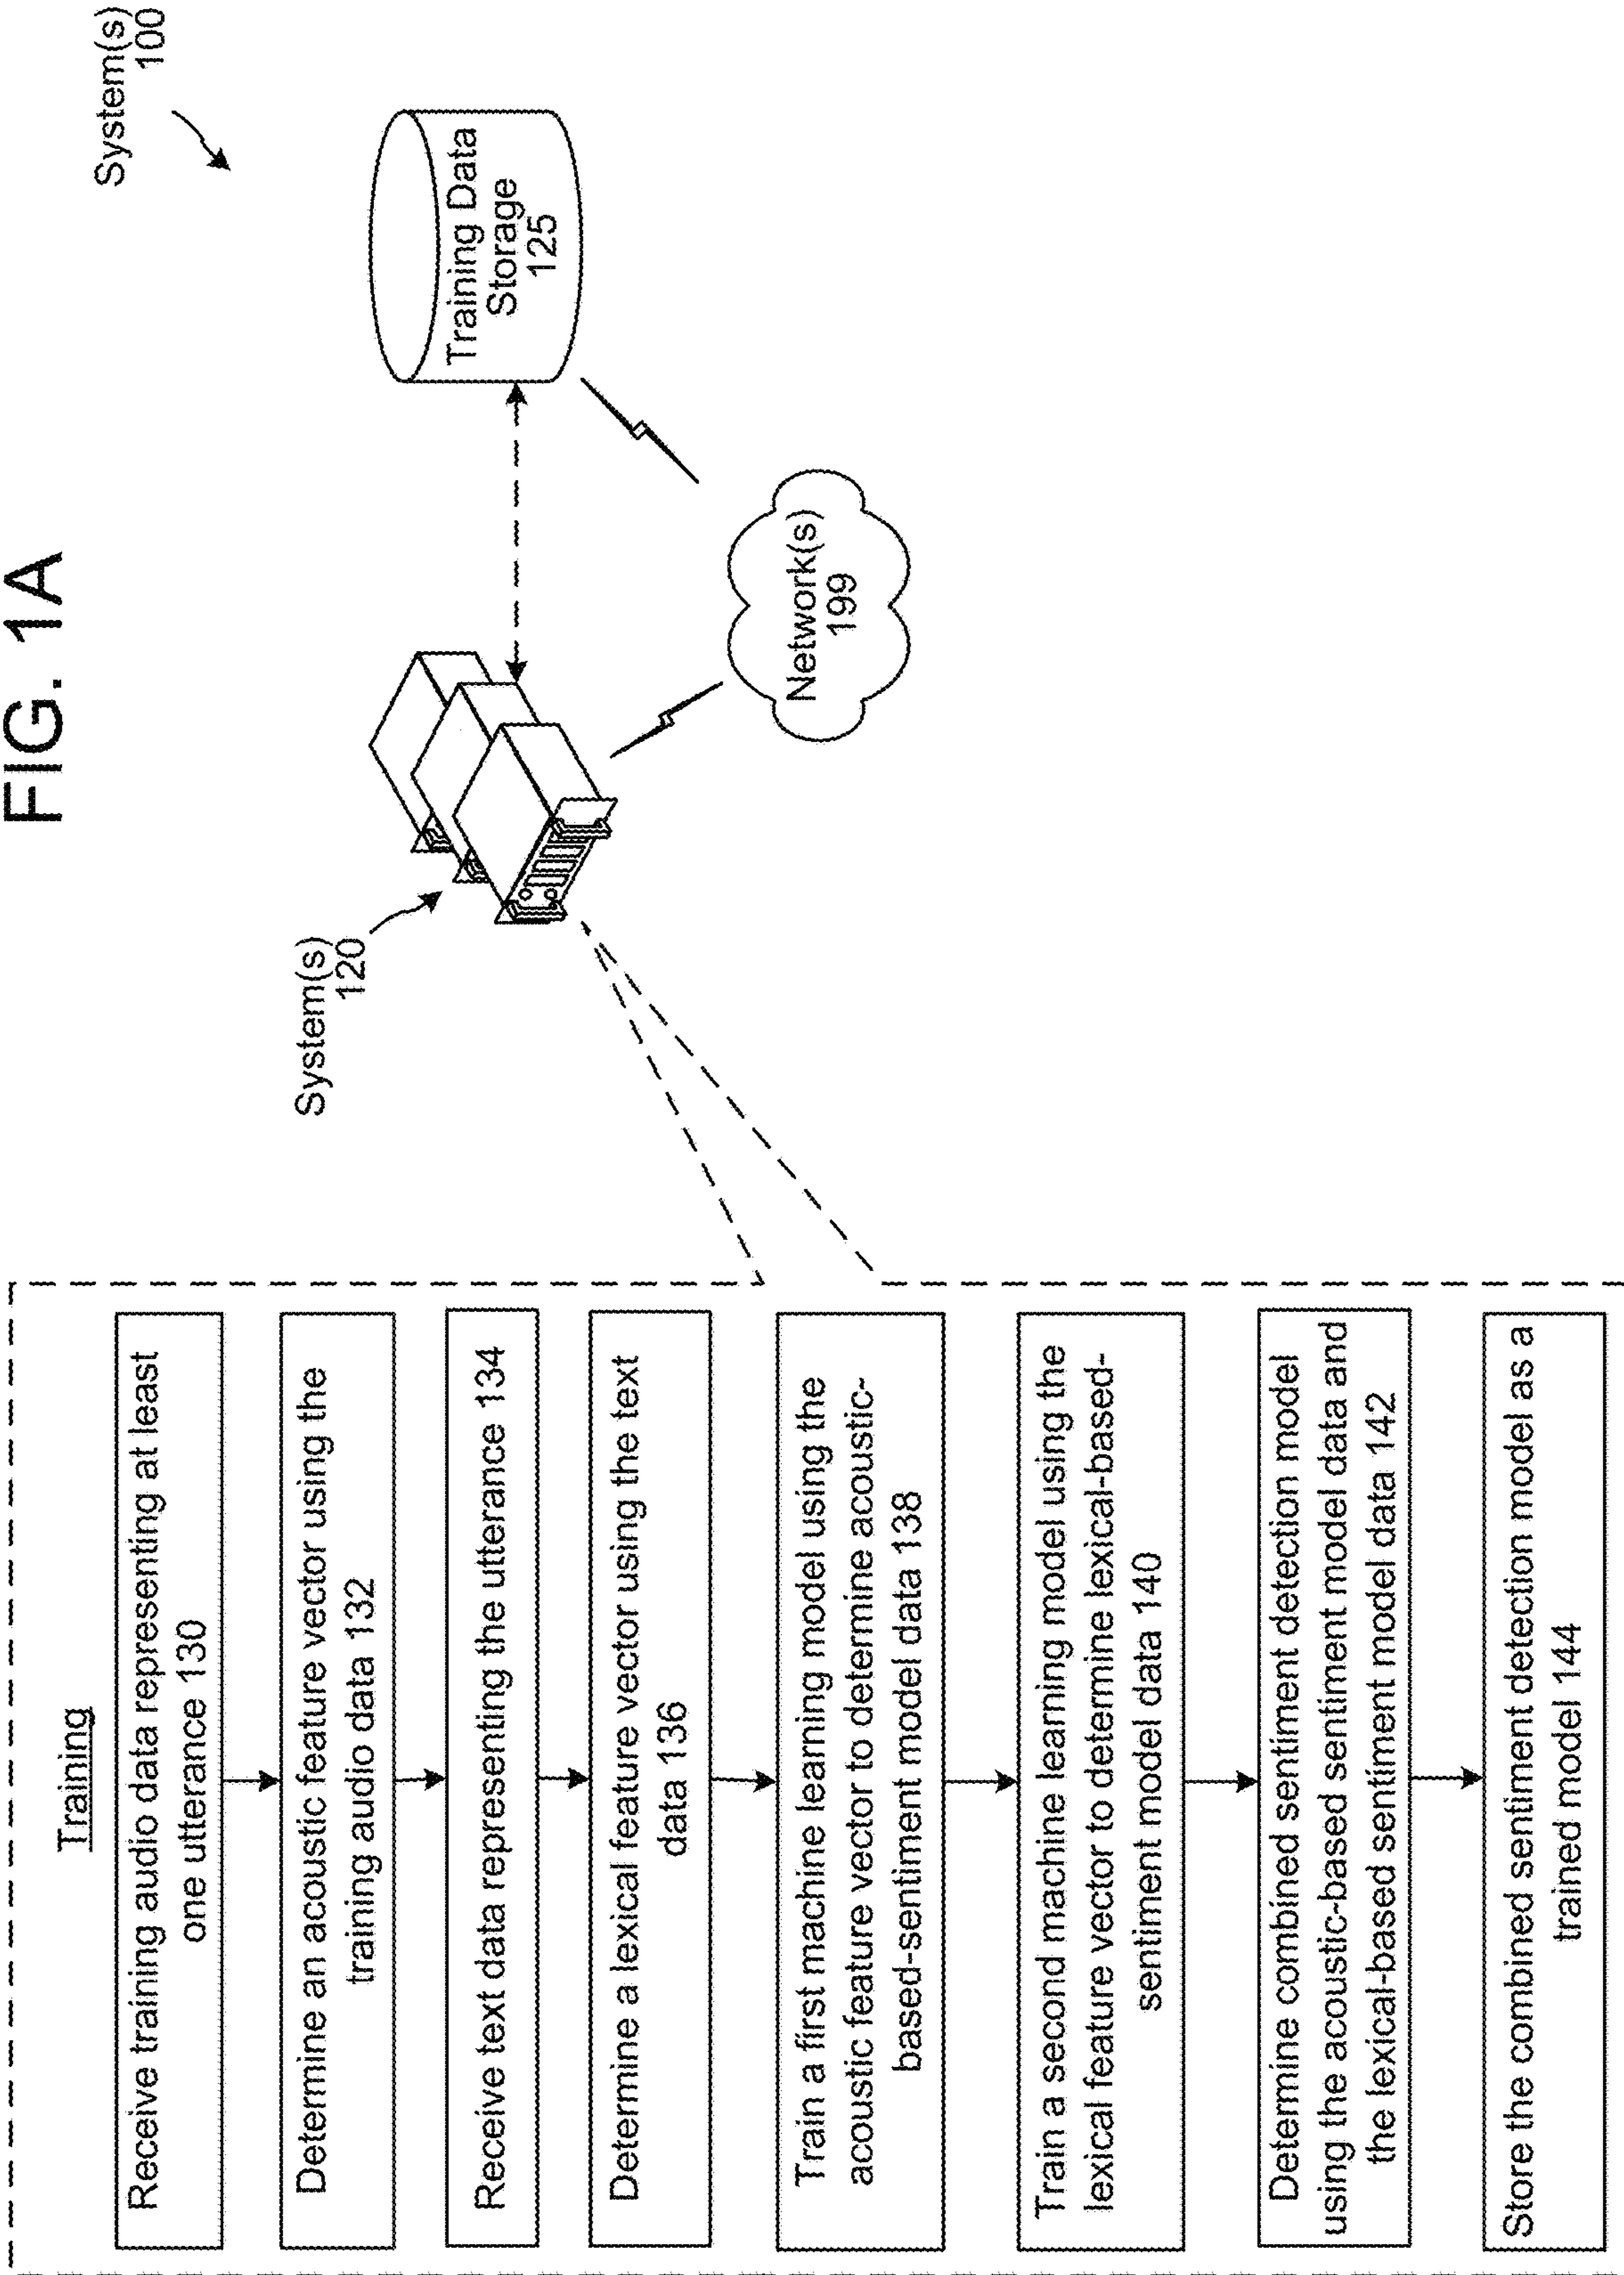 FIG. 1A
System(s)
100
Training
Receive training audio data representing at least
one utterance 130
Determine an acoustic feature vector using the
training audio data 132
Receive text data representing the utterance 134
Determine a lexical feature vector using the text
data 136
Train a first machine learning model using the
acoustic feature vector to determine acoustic-
based-sentiment model data 138
Train a second machine learning model using the
lexical feature vector to determine lexical-based-
sentiment model data 140
Determine combined sentiment detection model
using the acoustic-based sentiment model data and
the lexical-based sentiment model data 142
Store the combined sentiment detection model as a
trained model 144
System(s)
120
Training Data
Storage
125
Network(s)
199